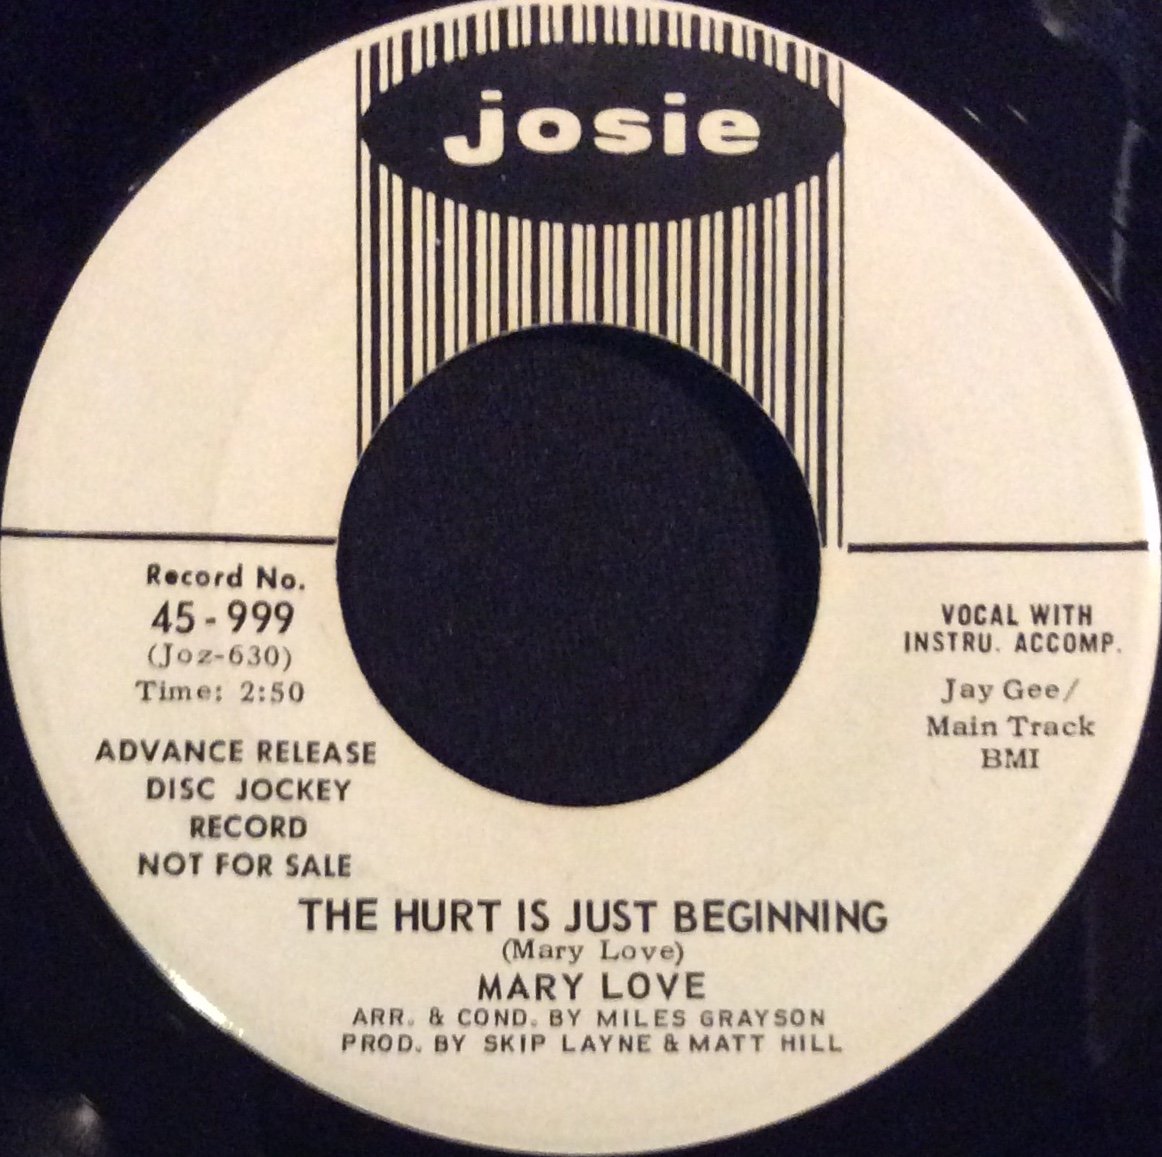 josie
Record No.
45-999
(Joz-630)
Time: 2:50
ADVANCE RELEASE
DISC JOCKEY
RECORD
NOT FOR SALE
VOCAL WITH
INSTRU. ACCOMP.
Jay Gee/
Main Track
BMI
THE HURT IS JUST BEGINNING
(Mary Love)
MARY LOVE
ARR. & COND. BY MILES GRAYSON
PROD. BY SKIP LAYNE & MATT HILL